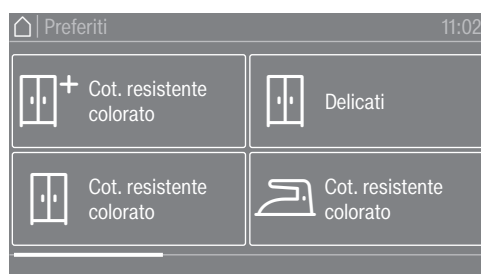 Preferiti
11:02
Cot. resistente
colorato
Delicati
Cot. resistente
colorato
Cot. resistente
colorato